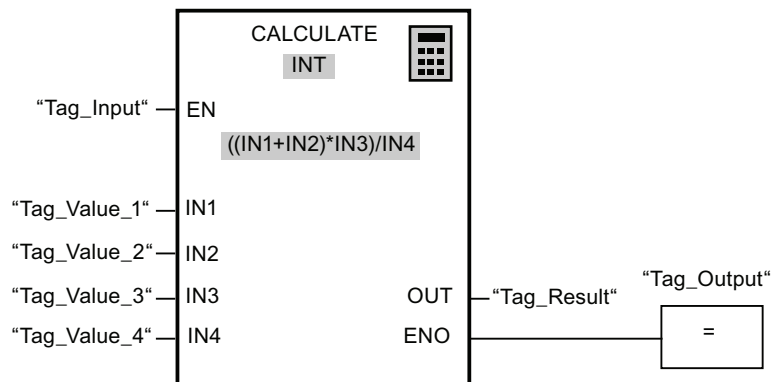 CALCULATE
INT
“Tag_Input“
EN
((IN1+IN2)*IN3)/IN4
“Tag_Value_1“
IN1
“Tag_Value_2“
IN2
“Tag_Value_3“
IN3
OUT
“Tag_Result“
“Tag_Output“
“Tag_Value_4“
IN4
ENO
=